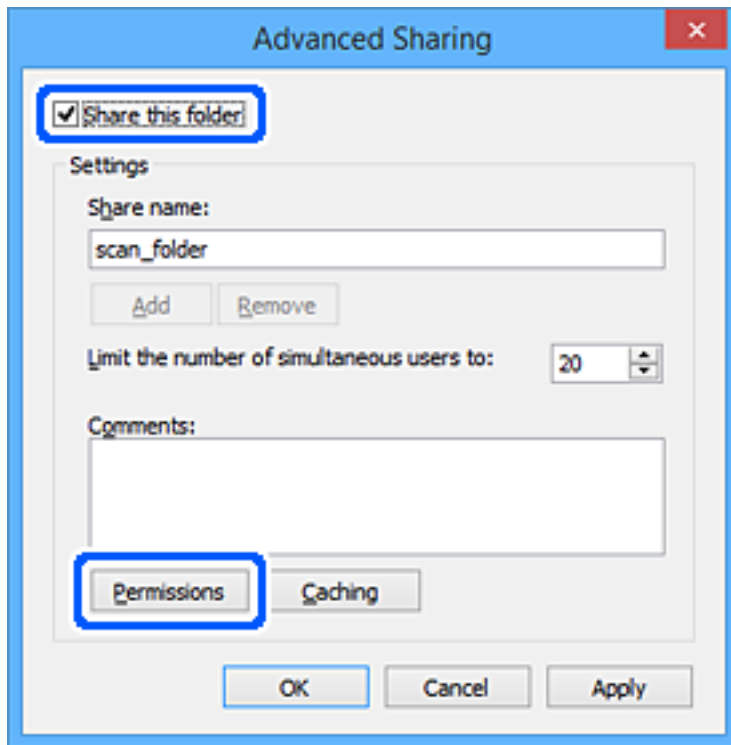 Advanced Sharing
Share this folder
Settings
Share name:
scan_folder
Add Remove
Limit the number of simultaneous users to: 20
Comments:
Permissions Caching
OK Cancel Apply